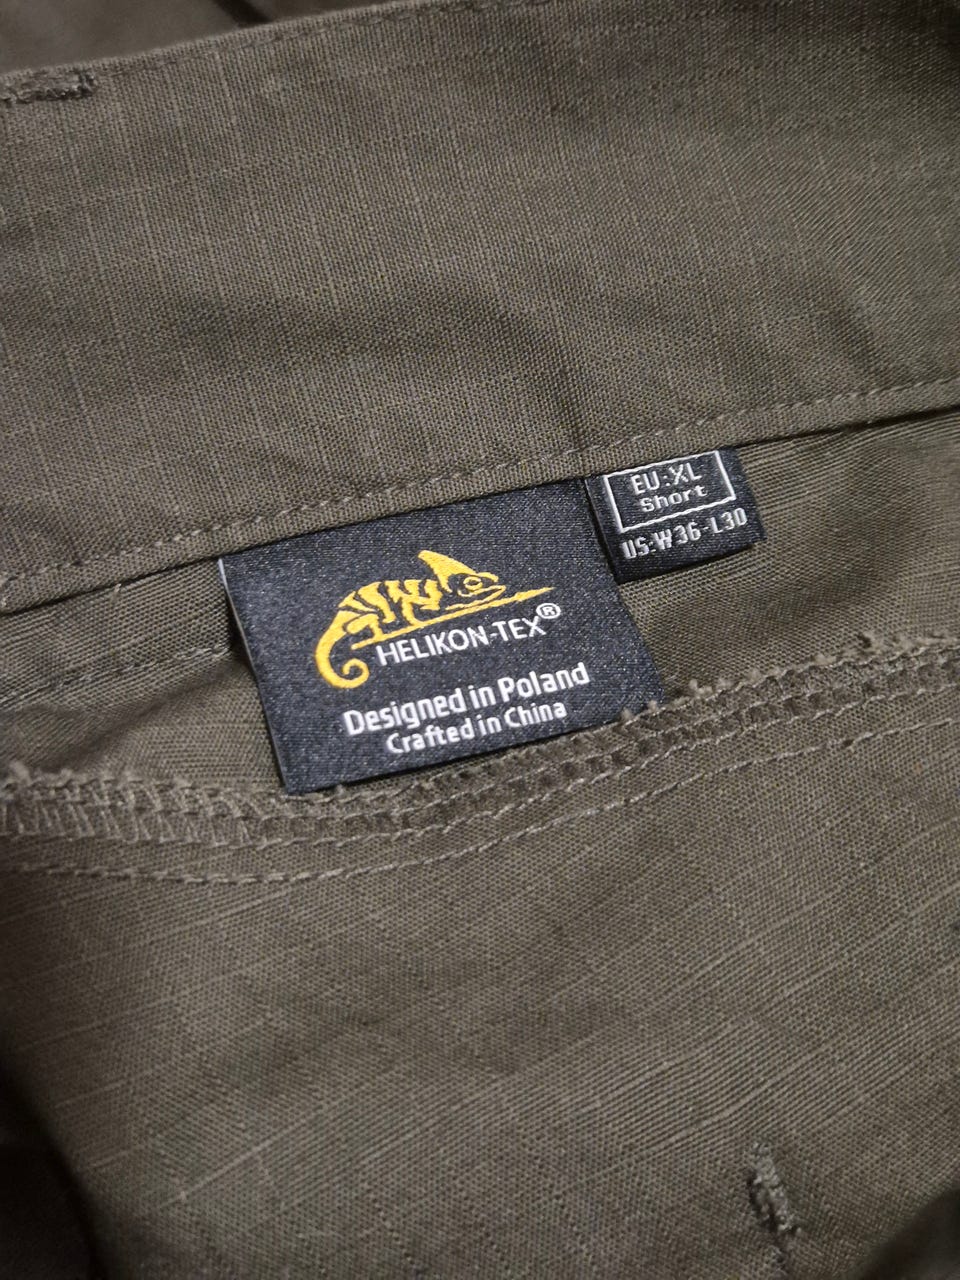 EU:XL
Short
US:W36-L30
HELIKON-TEX®
Designed in Poland
Crafted in China